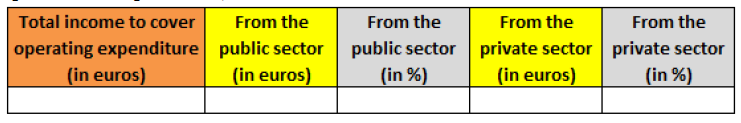 Total income to cover operating expenditure (in euros)
From the public sector (in euros)
From the public sector (in %)
From the private sector (in euros)
From the private sector (in %)